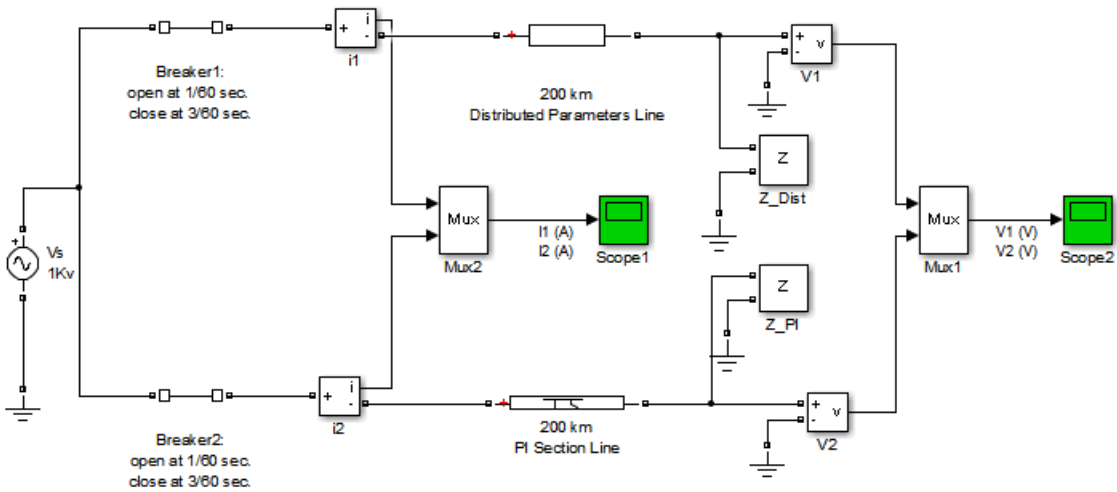 i
+
-
i1
Breaker1:
open at 1/60 sec.
close at 3/60 sec.
+
200 km
Distributed Parameters Line
+
-
v
V1
Z
Z_Dist
Mux
Mux2
I1 (A)
I2 (A)
Scope1
Mux
Mux1
V1 (V)
V2 (V)
Scope2
+
Vs
1Kv
Z
Z_PI
i
+
-
i2
Breaker2:
open at 1/60 sec.
close at 3/60 sec.
+
200 km
PI Section Line
+
-
v
V2